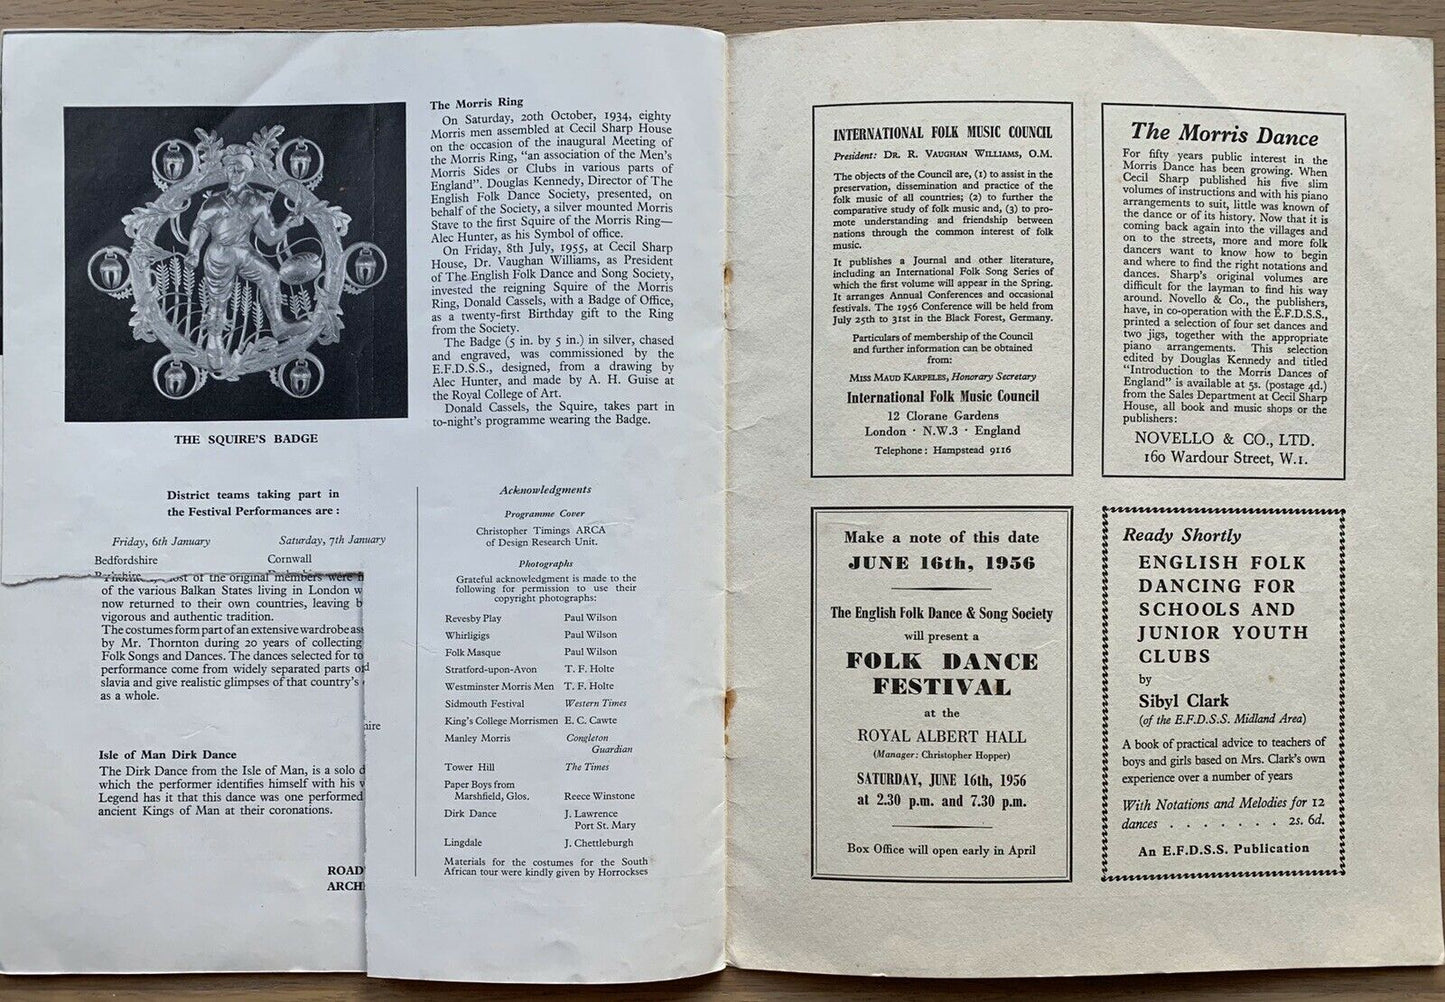 The Morris Ring
On Saturday, 20th October, 1934, eighty
Morris men assembled at Cecil Sharp House
on the occasion of the inaugural Meeting of
the Morris Ring, "an association of the Men's
Morris Sides or Clubs in various parts of
England". Douglas Kennedy, Director of The
English Folk Dance Society, presented, on
behalf of the Society, a silver mounted Morris
Stave to the first Squire of the Morris Ring—
Alec Hunter, as his Symbol of office.
On Friday, 8th July, 1955, at Cecil Sharp
House, Dr. Vaughan Williams, as President
of The English Folk Dance and Song Society,
invested the reigning Squire of the Morris
Ring, Donald Cassels, with a Badge of Office,
as a twenty-first Birthday gift to the Ring
from the Society.
The Badge (5 in. by 5 in.) in silver, chased
and engraved, was commissioned by the
E.F.D.S.S., designed, from a drawing by
Alec Hunter, and made by A. H. Guise at
the Royal College of Art.
Donald Cassels, the Squire, takes part in
to-night's programme wearing the Badge.
THE SQUIRE'S BADGE
District teams taking part in
the Festival Performances are :
Friday, 6th January Saturday, 7th January
Bedfordshire Cornwall
most of the original members were
of the various Balkan States living in London w
now returned to their own countries, leaving b
vigorous and authentic tradition.
The costumes form part of an extensive wardrobe ass
by Mr. Thornton during 20 years of collecting
Folk Songs and Dances. The dances selected for to
performance come from widely separated parts o
slavia and give realistic glimpses of that country's
as a whole.
hire
Isle of Man Dirk Dance
The Dirk Dance from the Isle of Man, is a solo d
which the performer identifies himself with his
Legend has it that this dance was one performed
ancient Kings of Man at their coronations.
ROAD
ARCH
Acknowledgments
Programme Cover
Christopher Timings ARCA
of Design Research Unit.
Photographs
Grateful acknowledgment is made to the
following for permission to use their
copyright photographs:
Revesby Play Paul Wilson
Whirligigs Paul Wilson
Folk Masque Paul Wilson
Stratford-upon-Avon T. F. Holte
Westminster Morris Men T. F. Holte
Sidmouth Festival Western Times
King's College Morrismen E. C. Cawte
Manley Morris Congleton
Guardian
Tower Hill The Times
Paper Boys from
Marshfield, Glos. Reece Winstone
Dirk Dance J. Lawrence
Port St. Mary
Lingdale J. Chettleburgh
Materials for the costumes for the South
African tour were kindly given by Horrockses
INTERNATIONAL FOLK MUSIC COUNCIL
President: DR. R. VAUGHAN WILLIAMS, O.M.
The objects of the Council are, (1) to assist in the
preservation, dissemination and practice of the
folk music of all countries; (2) to further the
comparative study of folk music and, (3) to pro-
mote understanding and friendship between
nations through the common interest of folk
music.
It publishes a Journal and other literature,
including an International Folk Song Series of
which the first volume will appear in the Spring.
It arranges Annual Conferences and occasional
festivals. The 1956 Conference will be held from
July 25th to 31st in the Black Forest, Germany.
Particulars of membership of the Council
and further information can be obtained
from:
MISS MAUD KARPELES, Honorary Secretary
International Folk Music Council
12 Clorane Gardens
London · N.W.3 · England
Telephone: Hampstead 9116
The Morris Dance
For fifty years public interest in the
Morris Dance has been growing. When
Cecil Sharp published his five slim
volumes of instructions and with his piano
arrangements to suit, little was known of
the dance or of its history. Now that it is
coming back again into the villages and
on to the streets, more and more folk
dancers want to know how to begin
and where to find the right notations and
dances. Sharp's original volumes are
difficult for the layman to find his way
around. Novello & Co., the publishers,
have, in co-operation with the E.F.D.S.S.,
printed a selection of four set dances and
two jigs, together with the appropriate
piano arrangements. This selection
edited by Douglas Kennedy and titled
"Introduction to the Morris Dances of
England" is available at 5s. (postage 4d.)
from the Sales Department at Cecil Sharp
House, all book and music shops or the
publishers:
NOVELLO & CO., LTD.
160 Wardour Street, W.1.
Make a note of this date
JUNE 16th, 1956
The English Folk Dance & Song Society
will present a
FOLK DANCE
FESTIVAL
at the
ROYAL ALBERT HALL
(Manager: Christopher Hopper)
SATURDAY, JUNE 16th, 1956
at 2.30 p.m. and 7.30 p.m.
Box Office will open early in April
Ready Shortly
ENGLISH FOLK
DANCING FOR
SCHOOLS AND
JUNIOR YOUTH
CLUBS
by
Sibyl Clark
(of the E.F.D.S.S. Midland Area)
A book of practical advice to teachers of
boys and girls based on Mrs. Clark's own
experience over a number of years
With Notations and Melodies for 12
dances . . . . . . . 2s. 6d.
An E.F.D.S.S. Publication